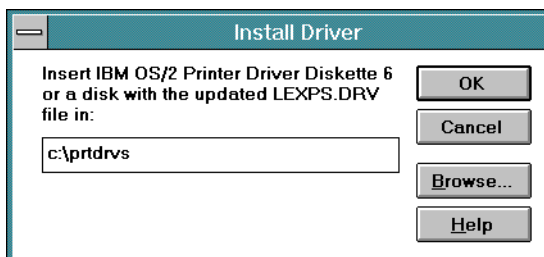 Install Driver
Insert IBM OS/2 Printer Driver Diskette 6
or a disk with the updated LEXPS.DRV
file in:
c:\prtdrvs
OK
Cancel
Browse...
Help